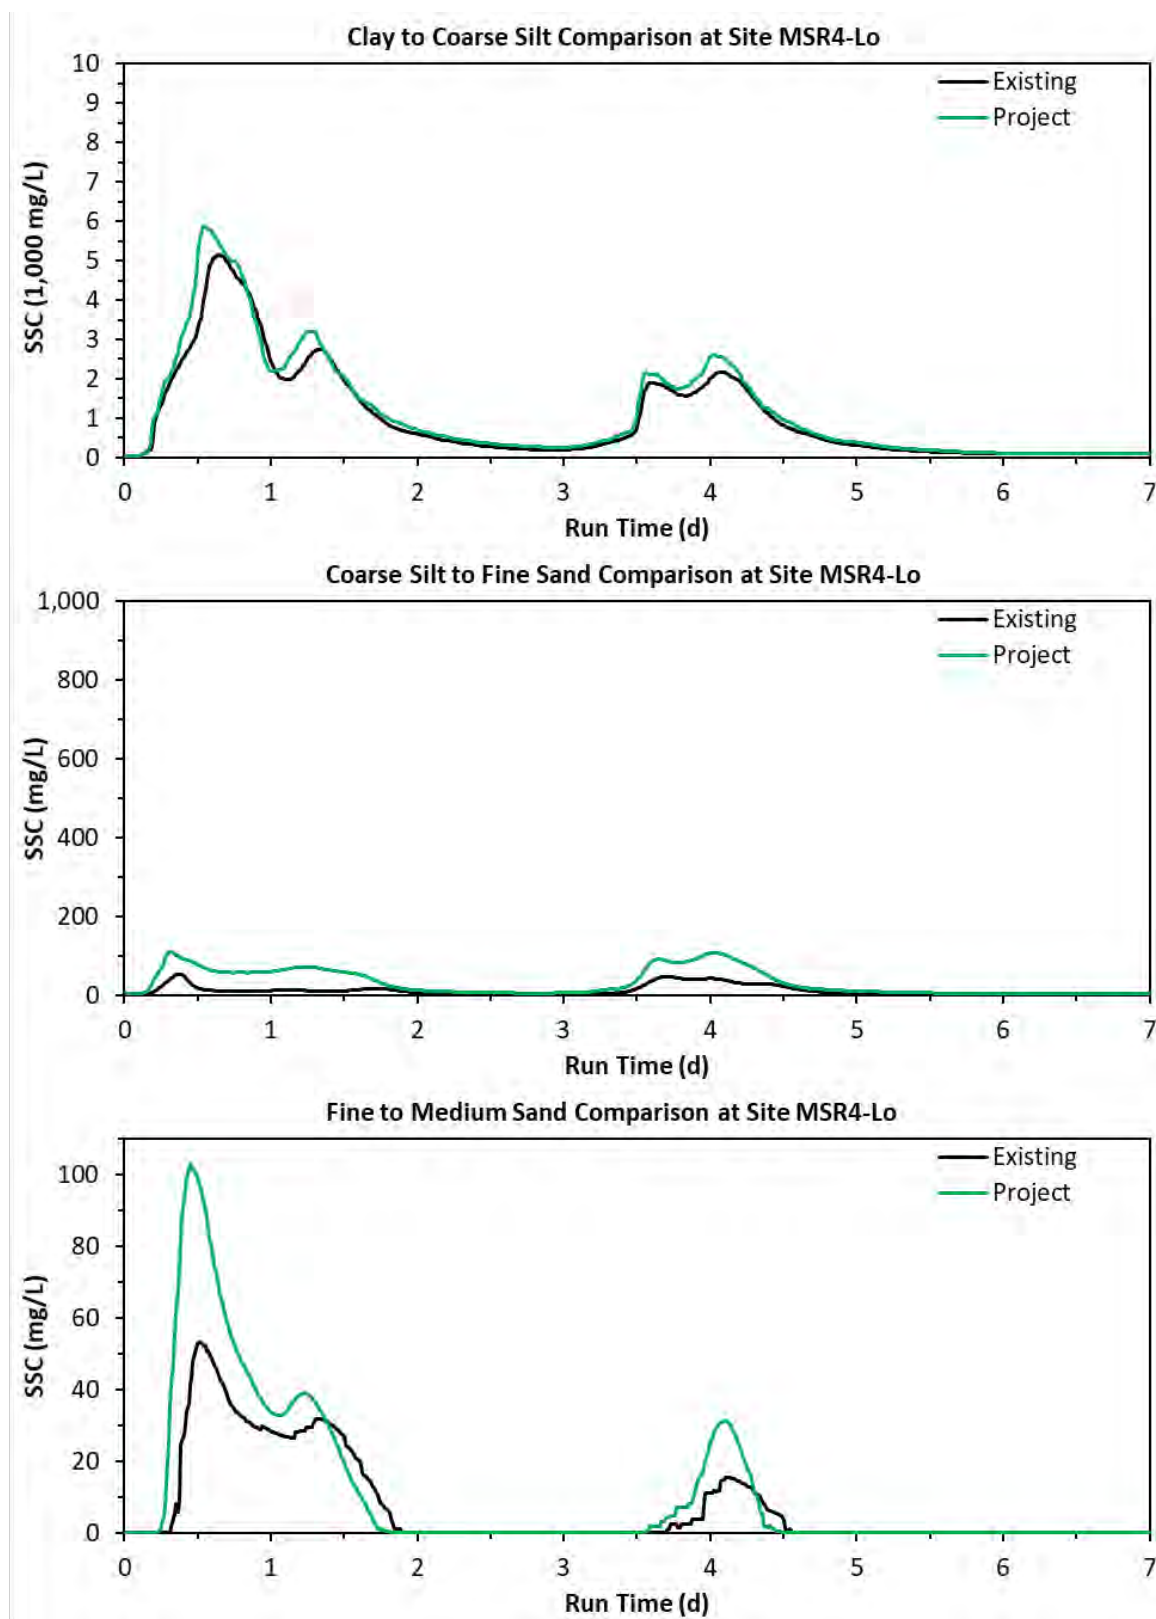 Clay to Coarse Silt Comparison at Site MSR4-Lo
10
9
8
7
6
5
4
3
2
1
0
SSC (1,000 mg/L)
Existing
Project
0 1 2 3 4 5 6 7
Run Time (d)
Coarse Silt to Fine Sand Comparison at Site MSR4-Lo
1,000
800
600
400
200
0
SSC (mg/L)
Existing
Project
0 1 2 3 4 5 6 7
Run Time (d)
Fine to Medium Sand Comparison at Site MSR4-Lo
100
80
60
40
20
0
SSC (mg/L)
Existing
Project
0 1 2 3 4 5 6 7
Run Time (d)